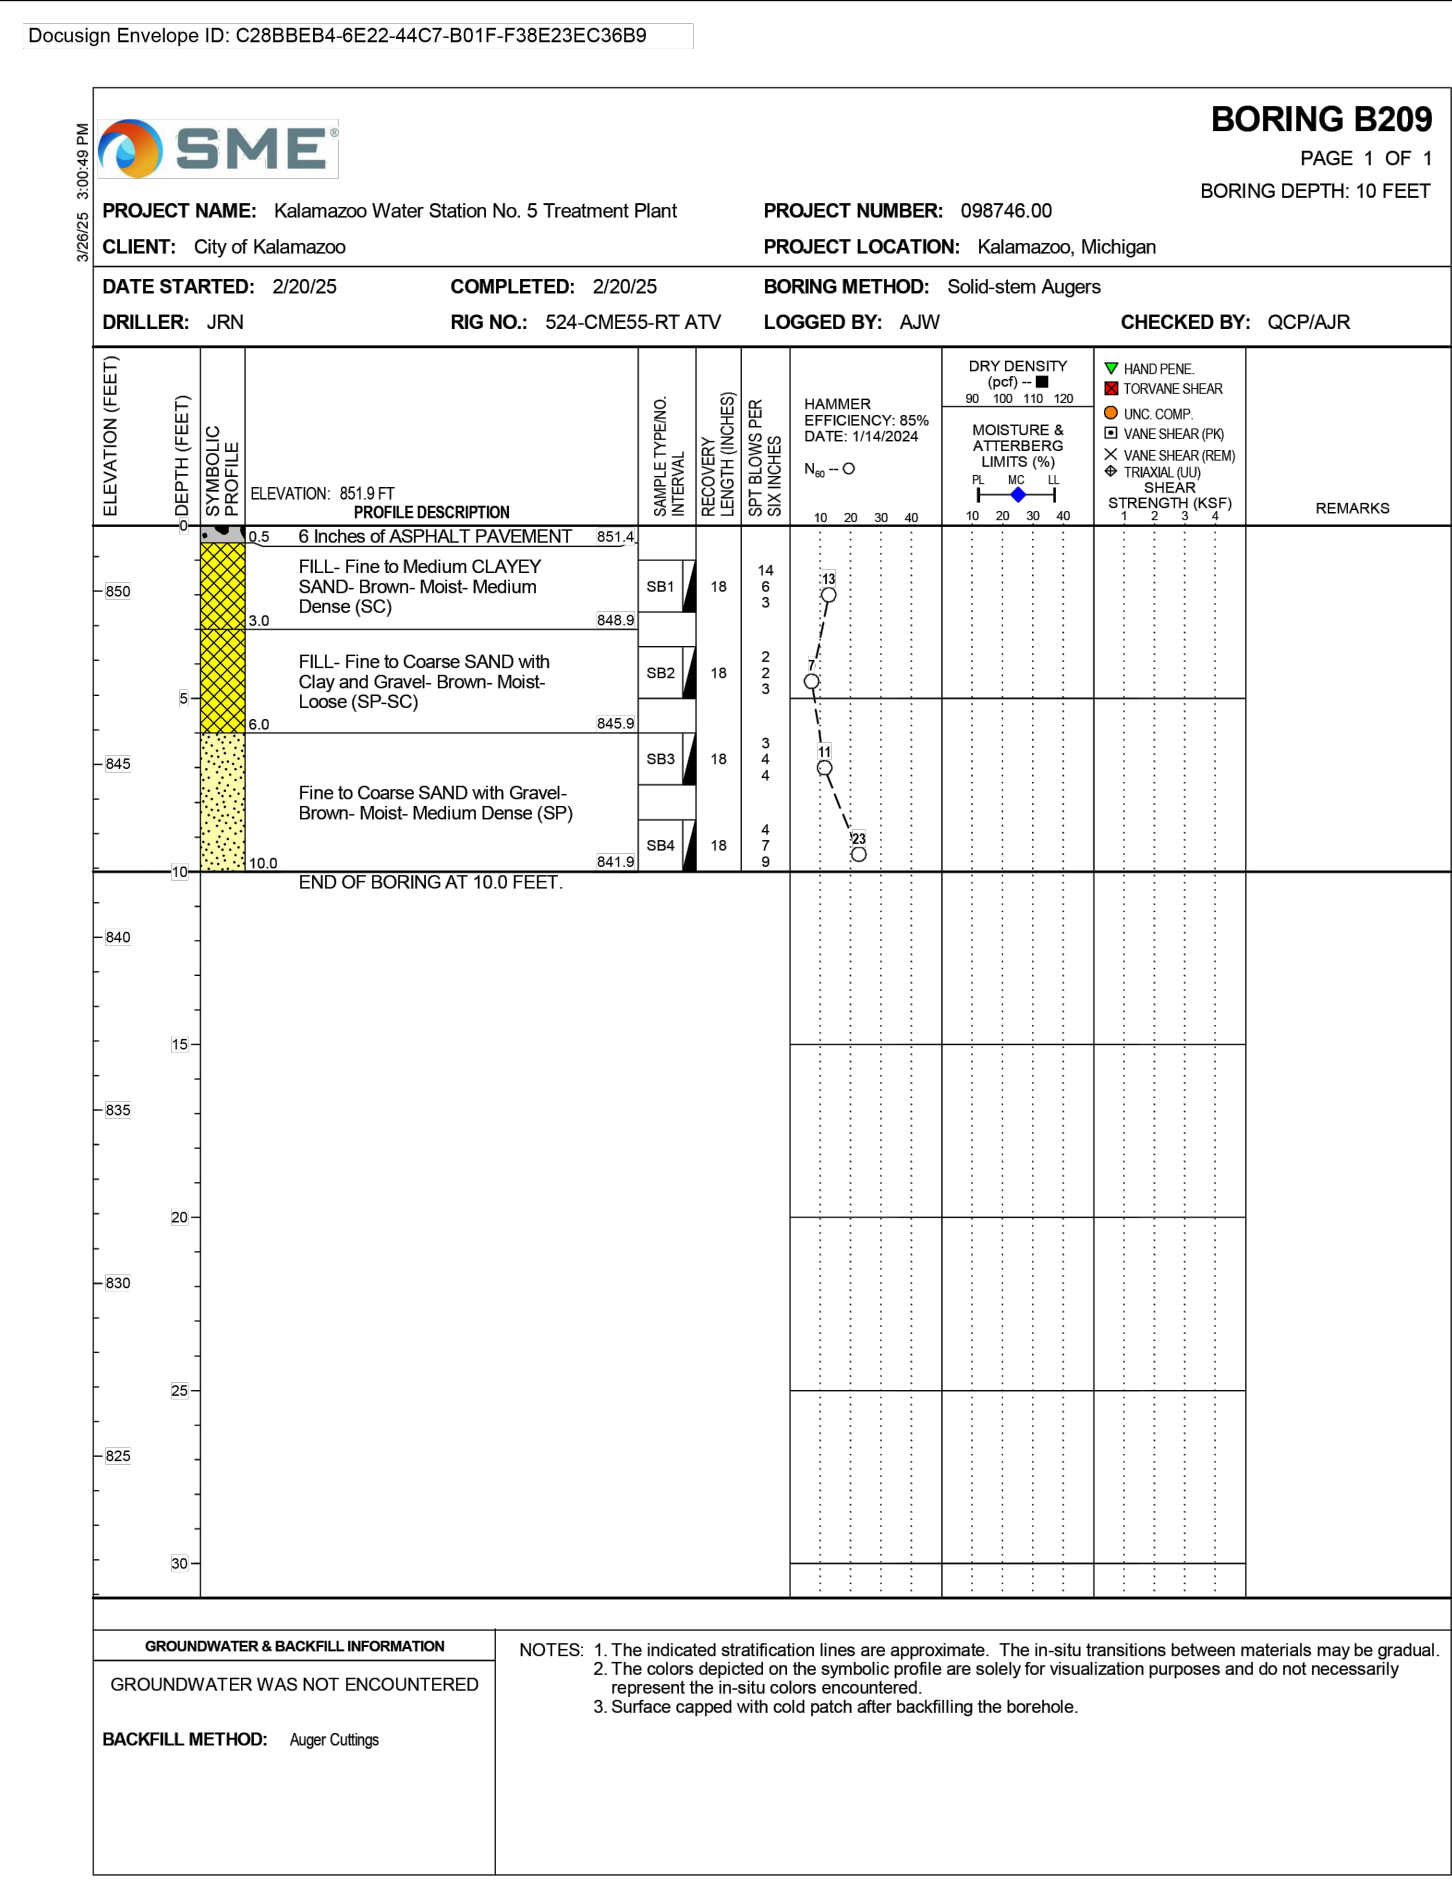 Docusign Envelope ID: C28BBEB4-6E22-44C7-B01F-F38E23EC36B9
3/26/25 3:00:49 PM
SME®
BORING B209
PAGE 1 OF 1
BORING DEPTH: 10 FEET
PROJECT NAME: Kalamazoo Water Station No. 5 Treatment Plant
PROJECT NUMBER: 098746.00
CLIENT: City of Kalamazoo
PROJECT LOCATION: Kalamazoo, Michigan
DATE STARTED: 2/20/25
COMPLETED: 2/20/25
BORING METHOD: Solid-stem Augers
DRILLER: JRN
RIG NO.: 524-CME55-RT ATV
LOGGED BY: AJW
CHECKED BY: QCP/AJR
ELEVATION (FEET)
DEPTH (FEET)
SYMBOLIC
PROFILE
ELEVATION: 851.9 FT
PROFILE DESCRIPTION
SAMPLE TYPE/NO.
INTERVAL
RECOVERY
LENGTH (INCHES)
SPT BLOWS PER
SIX INCHES
HAMMER
EFFICIENCY: 85%
DATE: 1/14/2024
N60 --
10 20 30 40
DRY DENSITY
(pcf) --
90 100 110 120
MOISTURE &
ATTERBERG
LIMITS (%)
PL MC LL
10 20 30 40
HAND PENE.
TORVANE SHEAR
UNC. COMP.
VANE SHEAR (PK)
VANE SHEAR (REM)
TRIAXIAL (UU)
SHEAR
STRENGTH (KSF)
1 2 3 4
REMARKS
0
0.5 6 Inches of ASPHALT PAVEMENT 851.4
FILL- Fine to Medium CLAYEY
SAND- Brown- Moist- Medium
Dense (SC)
3.0 848.9
SB1 18
14
6
3
13
850
FILL- Fine to Coarse SAND with
Clay and Gravel- Brown- Moist-
Loose (SP-SC)
6.0 845.9
SB2 18
2
2
3
7
5
845
SB3 18
3
4
4
11
Fine to Coarse SAND with Gravel-
Brown- Moist- Medium Dense (SP)
10.0 841.9
SB4 18
4
7
9
23
10
END OF BORING AT 10.0 FEET.
840
15
835
20
830
25
825
30
GROUNDWATER & BACKFILL INFORMATION
GROUNDWATER WAS NOT ENCOUNTERED
BACKFILL METHOD: Auger Cuttings
NOTES: 1. The indicated stratification lines are approximate. The in-situ transitions between materials may be gradual.
2. The colors depicted on the symbolic profile are solely for visualization purposes and do not necessarily
represent the in-situ colors encountered.
3. Surface capped with cold patch after backfilling the borehole.